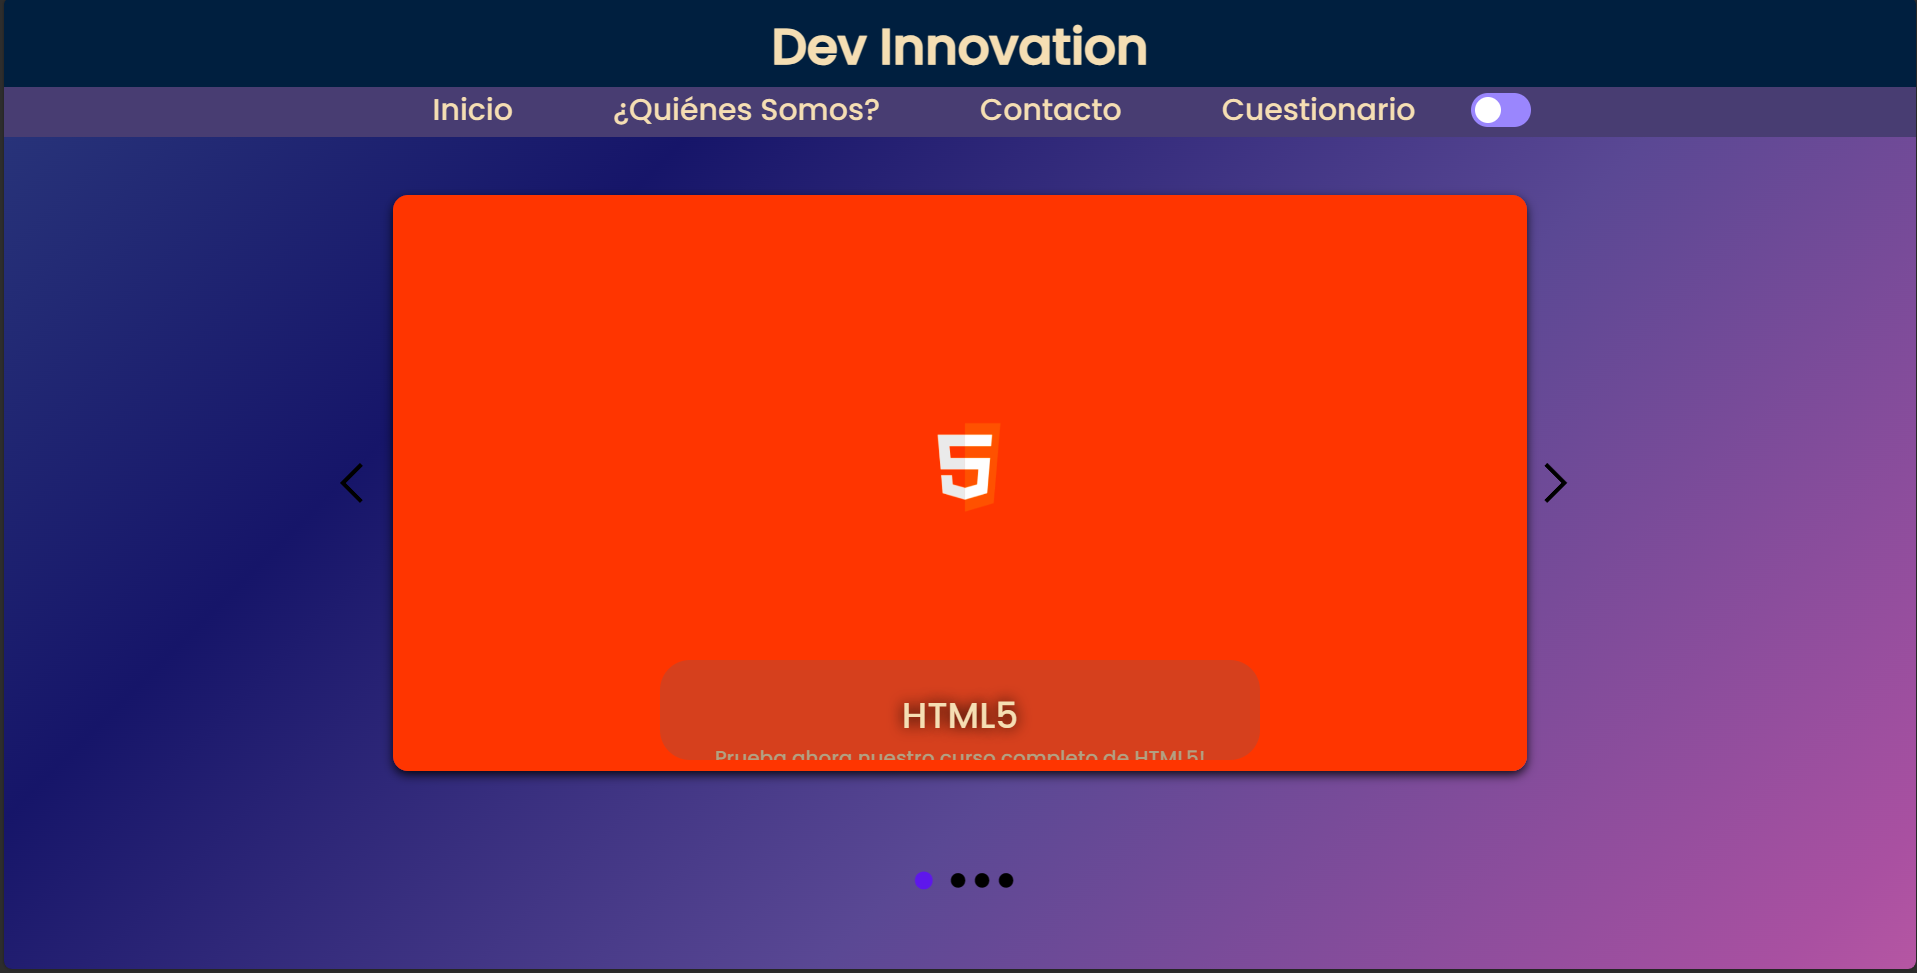 Dev Innovation
Inicio ¿Quiénes Somos? Contacto Cuestionario
5
HTML5
Prueba ahora nuestro curso completo de HTML5!